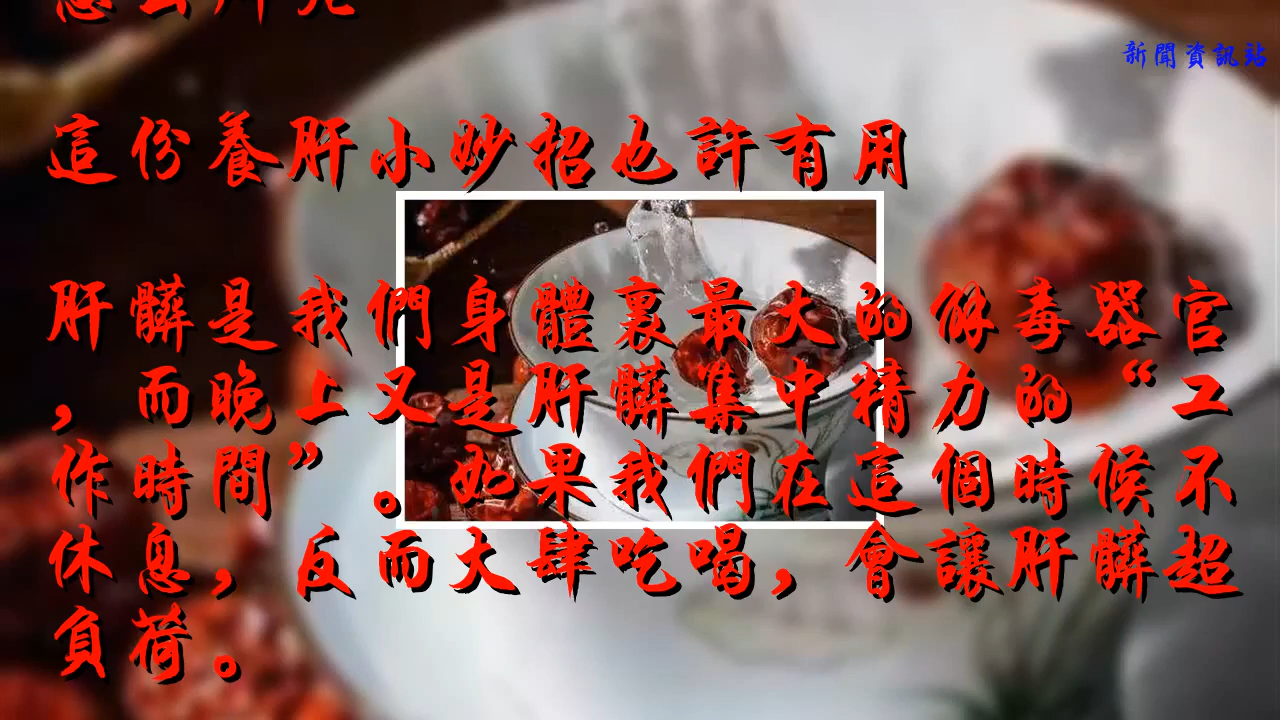 新聞資訊站
這份養肝小妙招也許有用
肝髒是我們身體裏最大的解毒器官
，而晚上又是肝髒集中精力的“工
作時間”。如果我們在這個時候不
休息，反而大肆吃喝，會讓肝髒超
負荷。